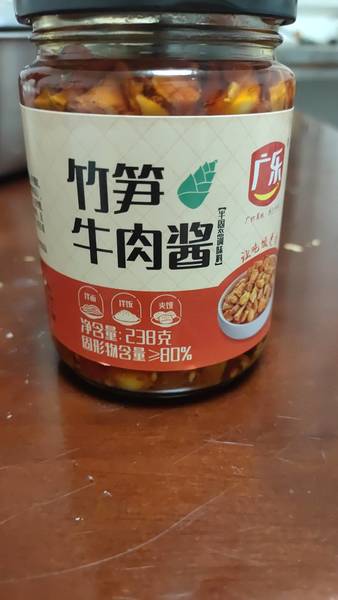 广乐
竹笋
牛肉酱
【半固态调味料】
拌面
拌饭
夹馍
净含量:238克
固形物含量≥80%